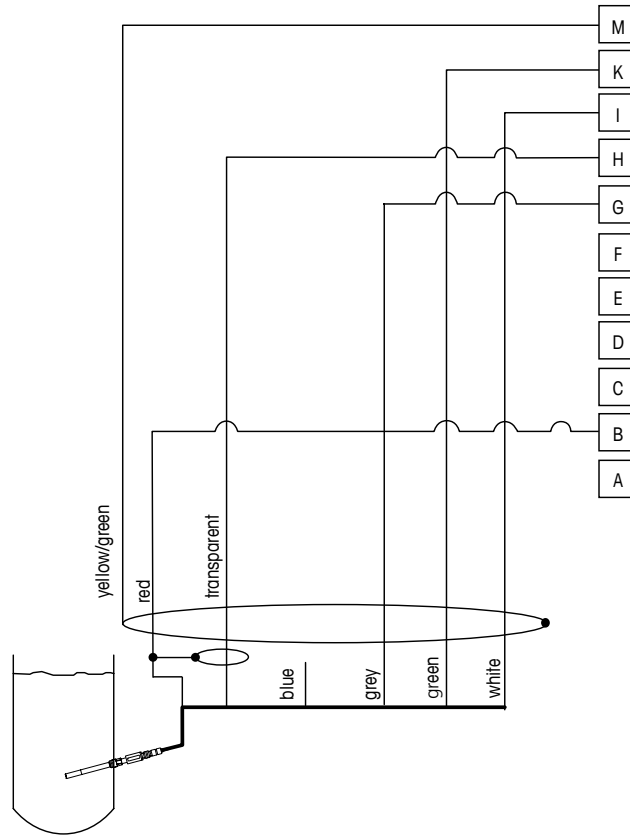 M
K
I
H
G
F
E
D
C
B
A
yellow/green
red
transparent
blue
grey
green
white